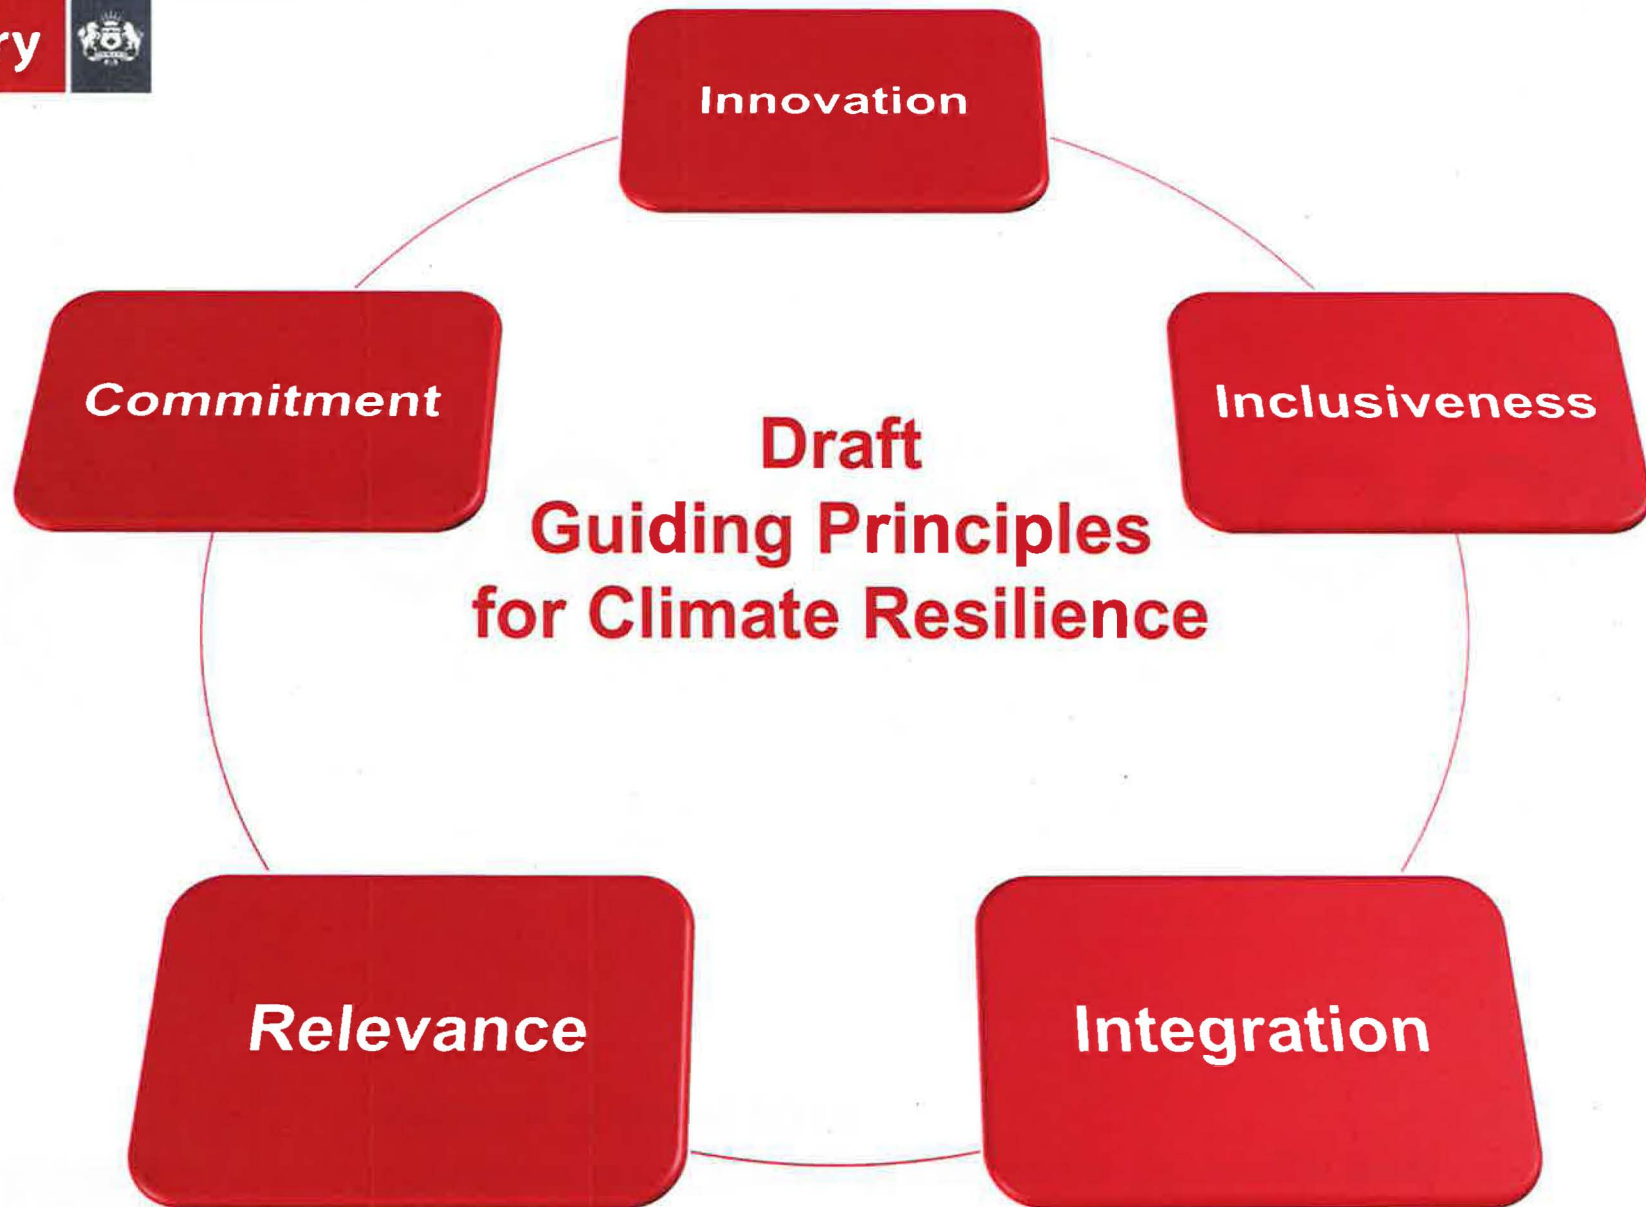 ry
Innovation
Commitment
Inclusiveness
Draft
Guiding Principles
for Climate Resilience
Relevance
Integration